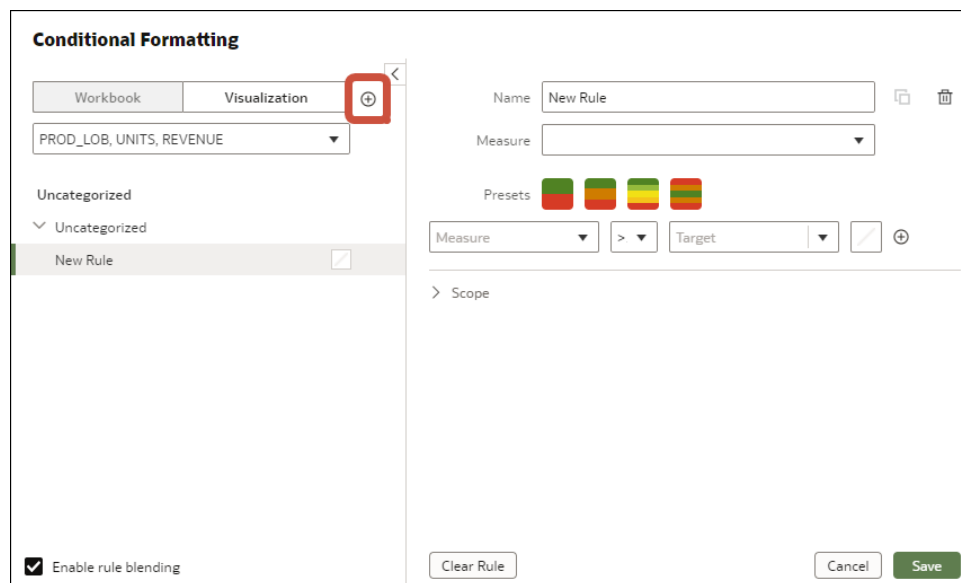 Conditional Formatting
Workbook
Visualization
PROD_LOB, UNITS, REVENUE
Uncategorized
Uncategorized
New Rule
Enable rule blending
Name New Rule
Measure
Presets
Measure > Target
Scope
Clear Rule
Cancel
Save